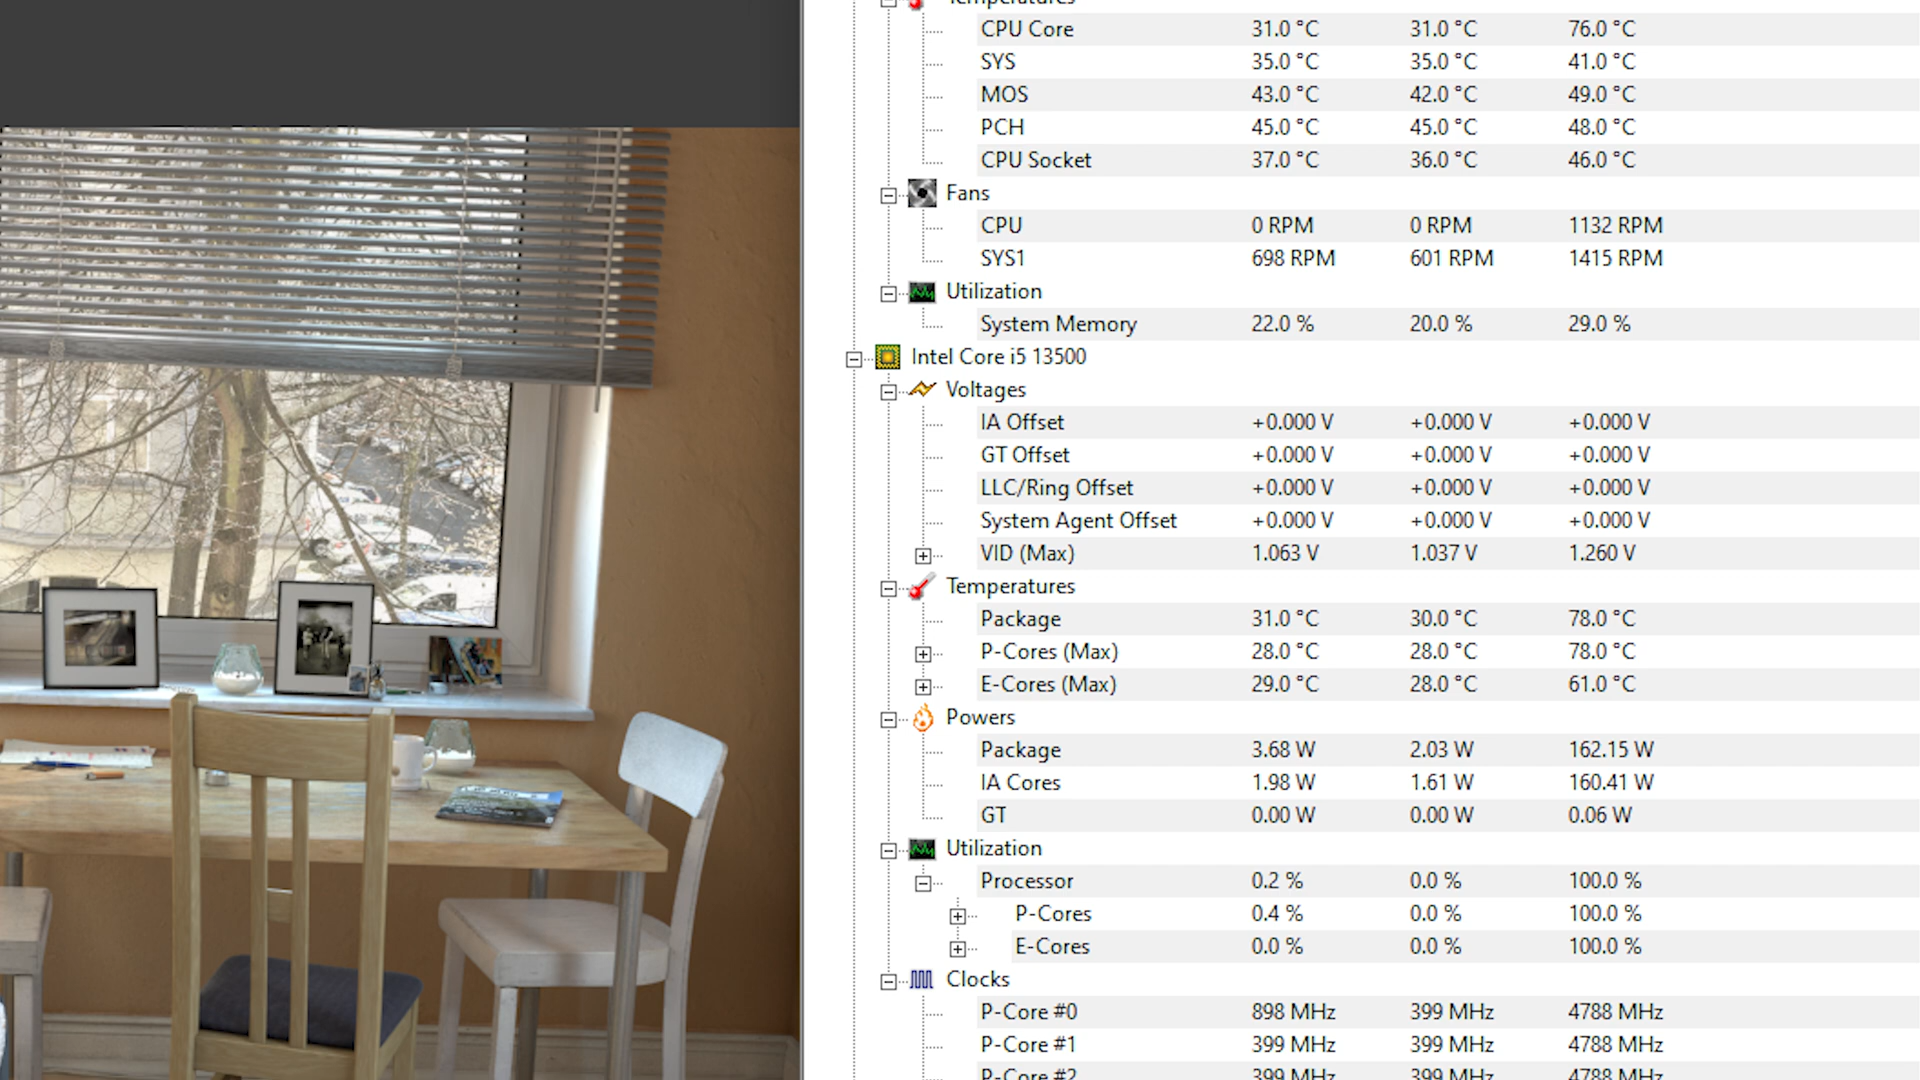 Temperatures
CPU Core 31.0 °C 31.0 °C 76.0 °C
SYS 35.0 °C 35.0 °C 41.0 °C
MOS 43.0 °C 42.0 °C 49.0 °C
PCH 45.0 °C 45.0 °C 48.0 °C
CPU Socket 37.0 °C 36.0 °C 46.0 °C
Fans
CPU 0 RPM 0 RPM 1132 RPM
SYS1 698 RPM 601 RPM 1415 RPM
Utilization
System Memory 22.0 % 20.0 % 29.0 %
Intel Core i5 13500
Voltages
IA Offset +0.000 V +0.000 V +0.000 V
GT Offset +0.000 V +0.000 V +0.000 V
LLC/Ring Offset +0.000 V +0.000 V +0.000 V
System Agent Offset +0.000 V +0.000 V +0.000 V
VID (Max) 1.063 V 1.037 V 1.260 V
Temperatures
Package 31.0 °C 30.0 °C 78.0 °C
P-Cores (Max) 28.0 °C 28.0 °C 78.0 °C
E-Cores (Max) 29.0 °C 28.0 °C 61.0 °C
Powers
Package 3.68 W 2.03 W 162.15 W
IA Cores 1.98 W 1.61 W 160.41 W
GT 0.00 W 0.00 W 0.06 W
Utilization
Processor 0.2 % 0.0 % 100.0 %
P-Cores 0.4 % 0.0 % 100.0 %
E-Cores 0.0 % 0.0 % 100.0 %
Clocks
P-Core #0 898 MHz 399 MHz 4788 MHz
P-Core #1 399 MHz 399 MHz 4788 MHz
P-Core #2 399 MHz 399 MHz 4788 MHz